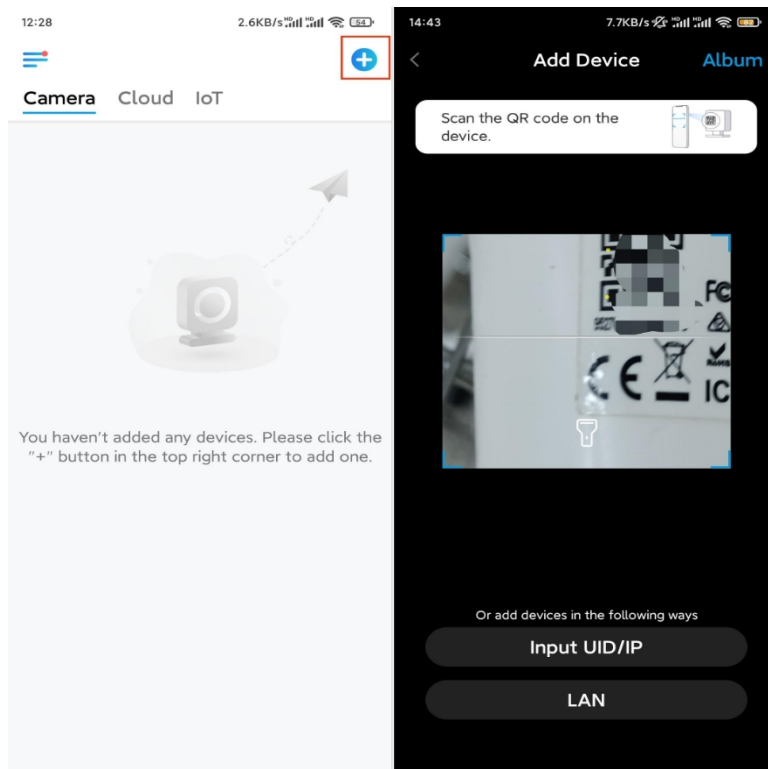 12:28
2.6KB/s
54
Camera
Cloud
IoT
You haven't added any devices. Please click the
"+" button in the top right corner to add one.
14:43
7.7KB/s
Add Device
Album
Scan the QR code on the
device.
FC
CE
IC
Or add devices in the following ways
Input UID/IP
LAN